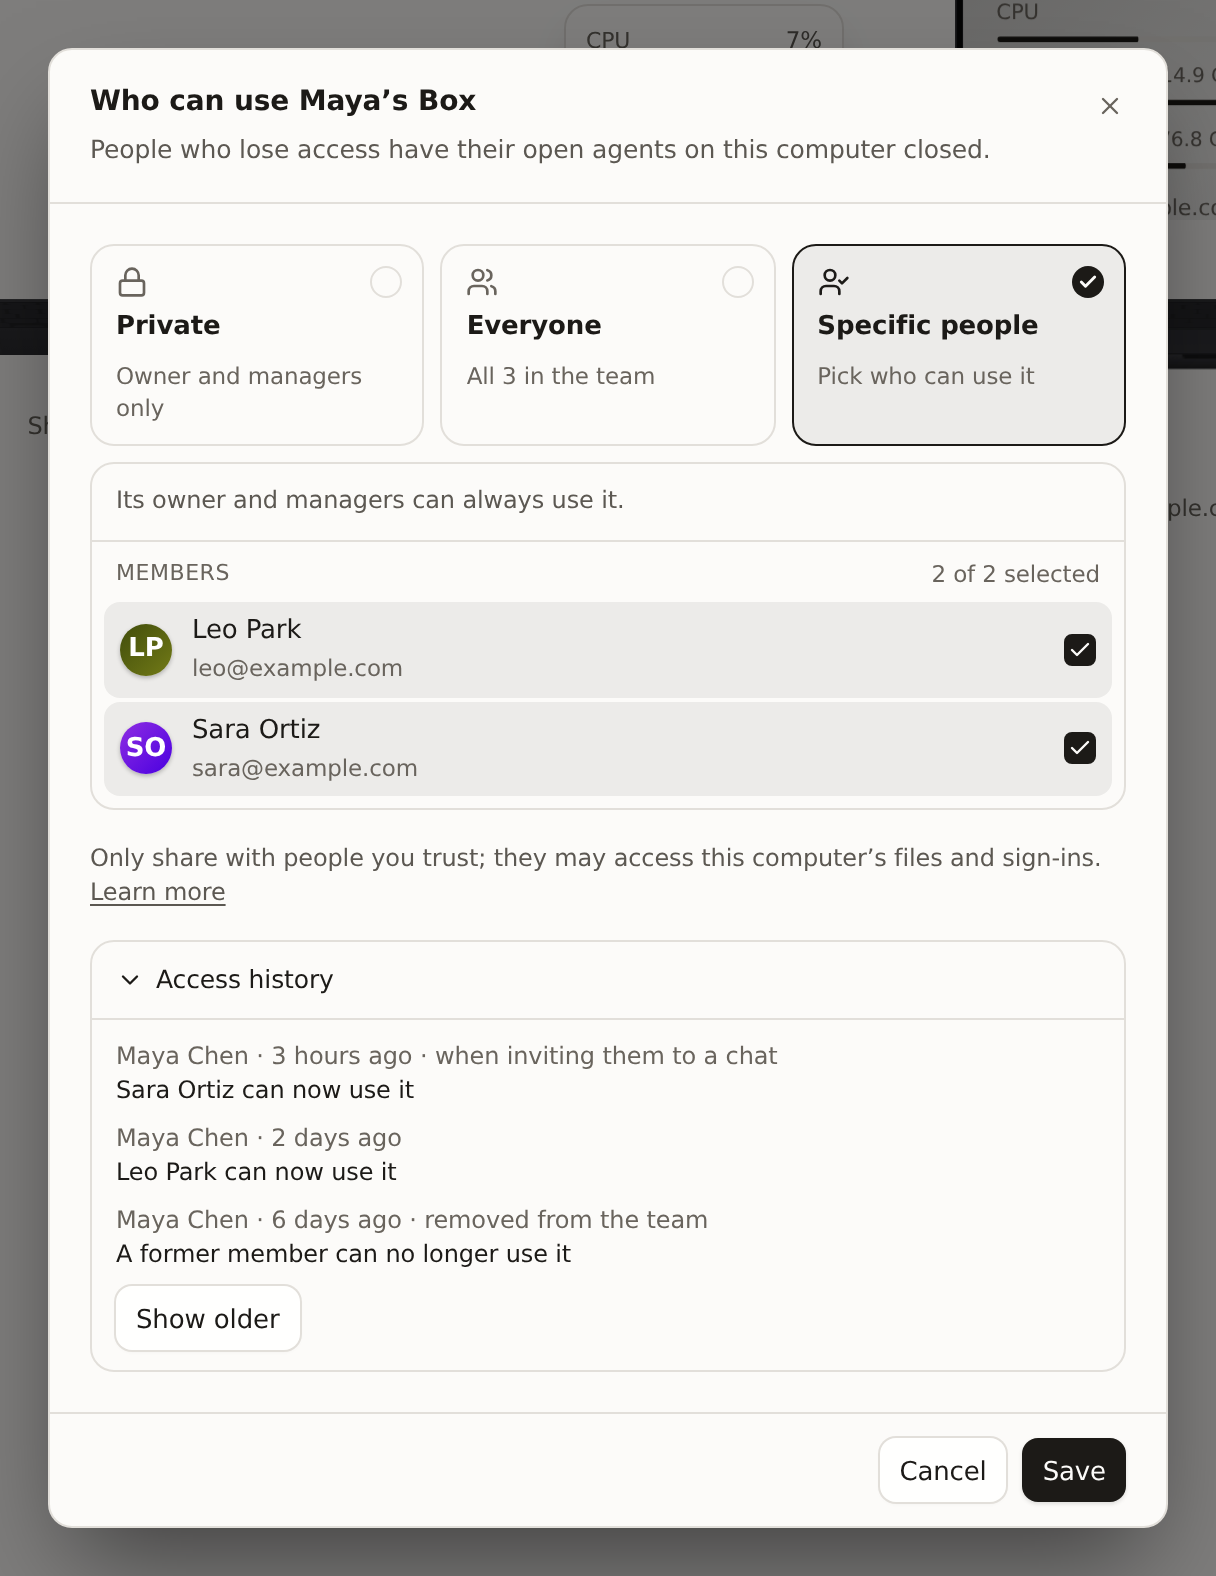 CPU
7%
CPU
Who can use Maya’s Box
People who lose access have their open agents on this computer closed.
Private
Owner and managers
only
Everyone
All 3 in the team
Specific people
Pick who can use it
Its owner and managers can always use it.
MEMBERS
2 of 2 selected
LP
Leo Park
leo@example.com
SO
Sara Ortiz
sara@example.com
Only share with people you trust; they may access this computer’s files and sign-ins.
Learn more
Access history
Maya Chen · 3 hours ago · when inviting them to a chat
Sara Ortiz can now use it
Maya Chen · 2 days ago
Leo Park can now use it
Maya Chen · 6 days ago · removed from the team
A former member can no longer use it
Show older
Cancel
Save